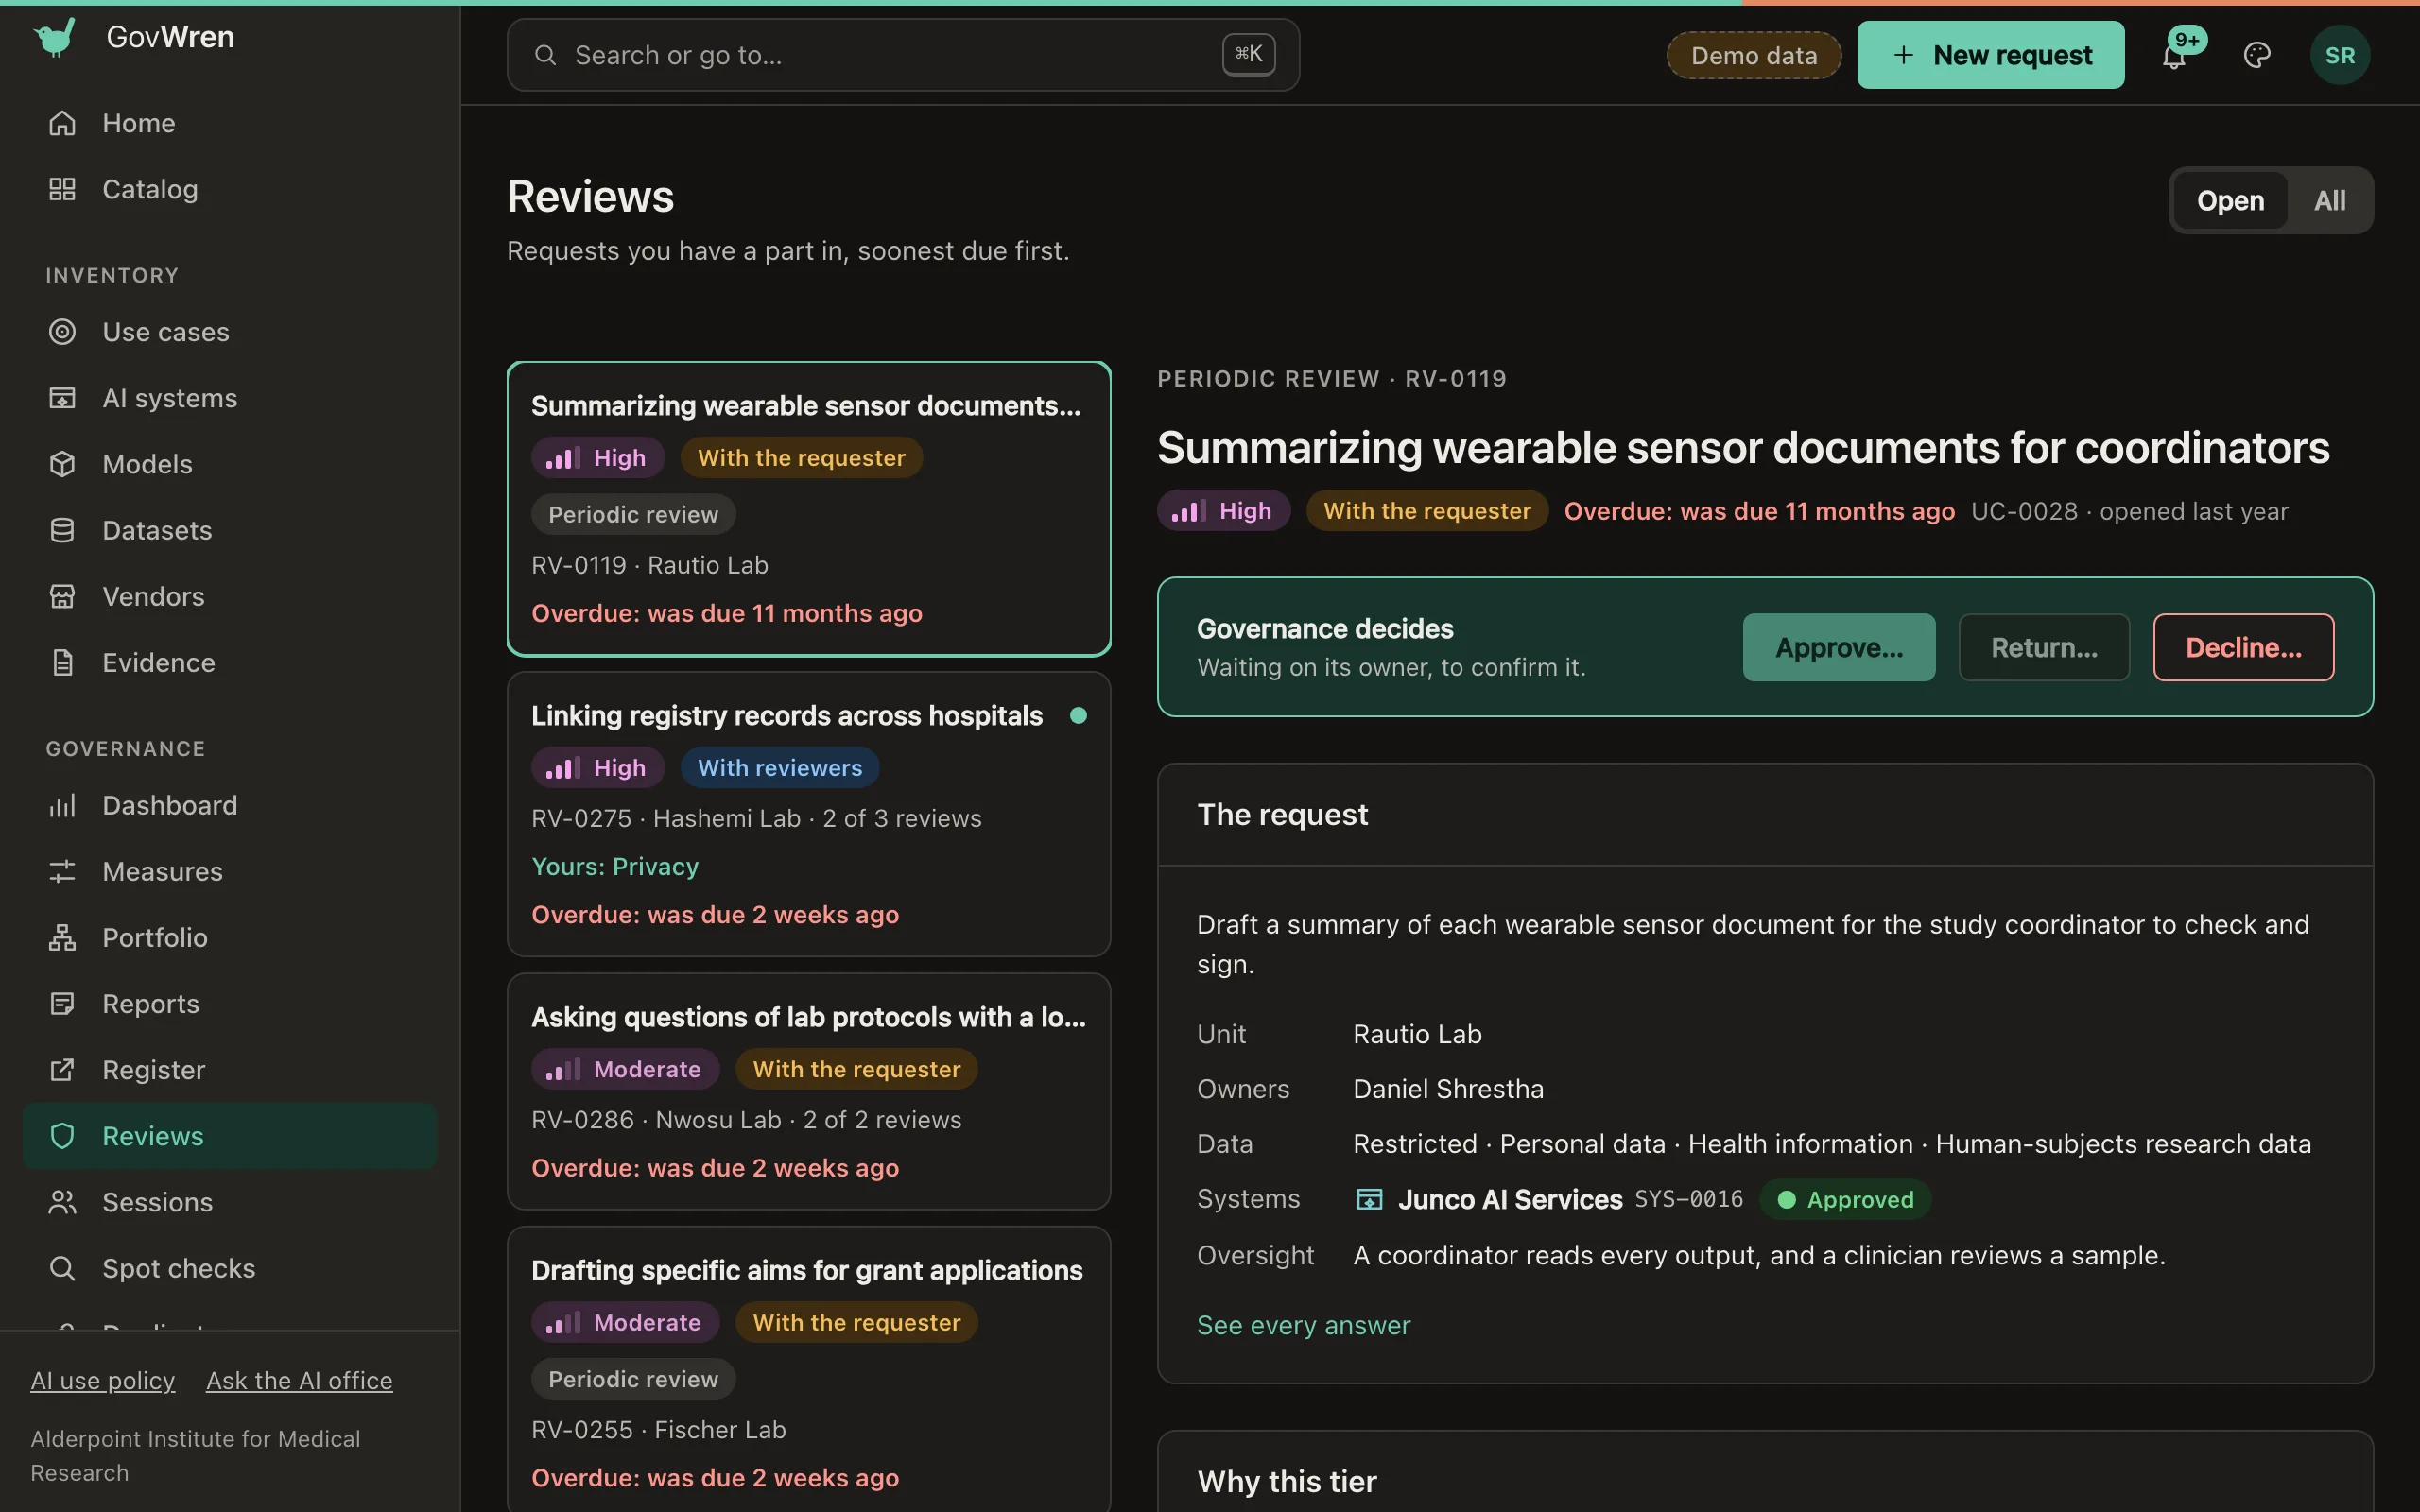 GovWren
Search or go to...
⌘K
Demo data
+ New request
9+
SR
Home
Catalog
INVENTORY
Use cases
AI systems
Models
Datasets
Vendors
Evidence
GOVERNANCE
Dashboard
Measures
Portfolio
Reports
Register
Reviews
Sessions
Spot checks
AI use policy
Ask the AI office
Alderpoint Institute for Medical
Research
Reviews
Requests you have a part in, soonest due first.
Open
All
Summarizing wearable sensor documents...
High
With the requester
Periodic review
RV-0119 · Rautio Lab
Overdue: was due 11 months ago
Linking registry records across hospitals
High
With reviewers
RV-0275 · Hashemi Lab · 2 of 3 reviews
Yours: Privacy
Overdue: was due 2 weeks ago
Asking questions of lab protocols with a lo...
Moderate
With the requester
RV-0286 · Nwosu Lab · 2 of 2 reviews
Overdue: was due 2 weeks ago
Drafting specific aims for grant applications
Moderate
With the requester
Periodic review
RV-0255 · Fischer Lab
Overdue: was due 2 weeks ago
PERIODIC REVIEW · RV-0119
Summarizing wearable sensor documents for coordinators
High
With the requester
Overdue: was due 11 months ago
UC-0028 · opened last year
Governance decides
Waiting on its owner, to confirm it.
Approve...
Return...
Decline...
The request
Draft a summary of each wearable sensor document for the study coordinator to check and
sign.
Unit
Rautio Lab
Owners
Daniel Shrestha
Data
Restricted · Personal data · Health information · Human-subjects research data
Systems
Junco AI Services SYS-0016
Approved
Oversight
A coordinator reads every output, and a clinician reviews a sample.
See every answer
Why this tier